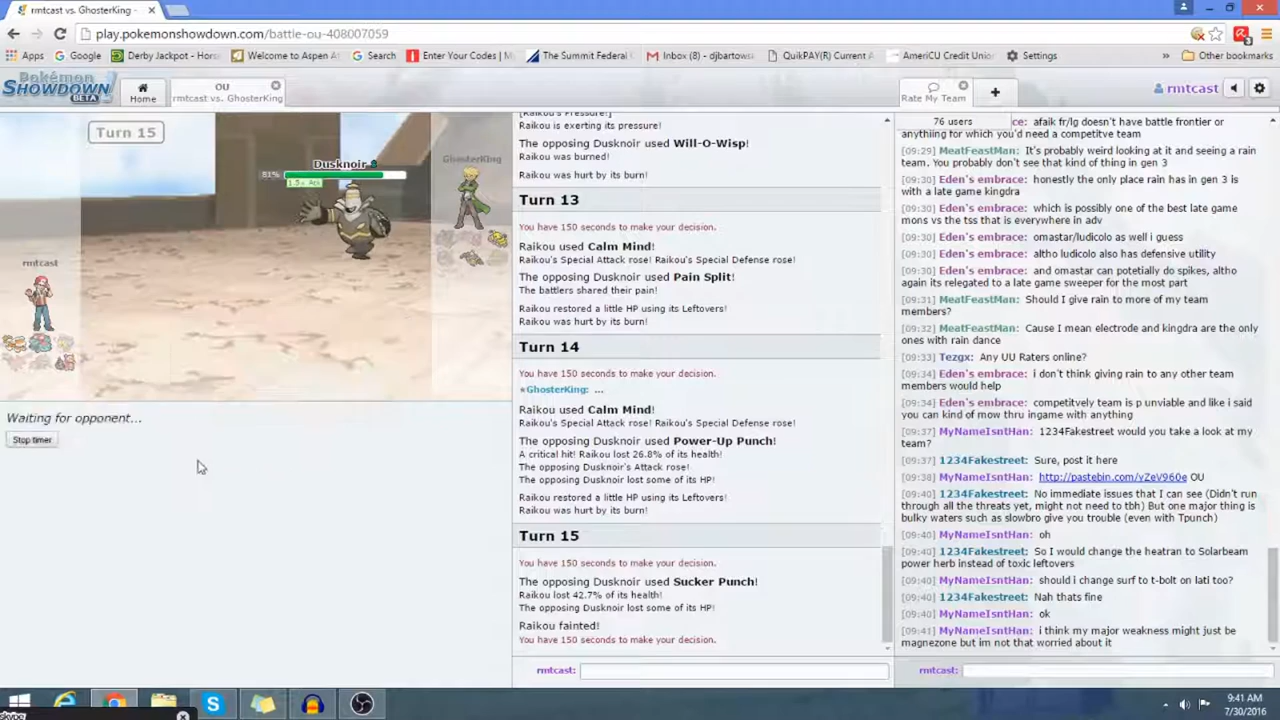 rmtcast vs. GhosterKing -
play.pokemonshowdown.com/battle-ou-408007059
Apps Google Derby Jockpot - Hors Welcome to Aspen A Search Enter Your Codes | M The Summit Federal C Inbox (9) - djbartow QuikPAY(R) Current A AmeriCU Credit Unio Settings » Other bookmarks
Pokémon
SHOWDOWN
BETA
Home
OU
rmtcast vs. GhosterKing
Rate My Team
+
rmtcast
Turn 15
Dusknoir
81%
1.5× Atk
GhosterKing
rmtcast
Waiting for opponent...
Stop timer
[Raikou's Pressure!]
Raikou is exerting its pressure!
The opposing Dusknoir used Will-O-Wisp!
Raikou was burned!
Raikou was hurt by its burn!
Turn 13
You have 150 seconds to make your decision.
Raikou used Calm Mind!
Raikou's Special Attack rose! Raikou's Special Defense rose!
The opposing Dusknoir used Pain Split!
The battlers shared their pain!
Raikou restored a little HP using its Leftovers!
Raikou was hurt by its burn!
Turn 14
You have 150 seconds to make your decision.
★GhosterKing: ...
Raikou used Calm Mind!
Raikou's Special Attack rose! Raikou's Special Defense rose!
The opposing Dusknoir used Power-Up Punch!
A critical hit! Raikou lost 26.8% of its health!
The opposing Dusknoir's Attack rose!
The opposing Dusknoir lost some of its HP!
Raikou restored a little HP using its Leftovers!
Raikou was hurt by its burn!
Turn 15
You have 150 seconds to make your decision.
The opposing Dusknoir used Sucker Punch!
Raikou lost 42.7% of its health!
The opposing Dusknoir lost some of its HP!
Raikou fainted!
You have 150 seconds to make your decision.
rmtcast:
76 users
ce: afaik fr/lg doesn't have battle frontier or
anything for which you'd need a competitve team
[09:29] MeatFeastMan: It's probably weird looking at it and seeing a rain
team. You probably don't see that kind of thing in gen 3
[09:30] Eden's embrace: honestly the only place rain has in gen 3 is
with a late game kingdra
[09:30] Eden's embrace: which is possibly one of the best late game
mons vs the tss that is everywhere in adv
[09:30] Eden's embrace: omastar/ludicolo as well i guess
[09:30] Eden's embrace: altho ludicolo also has defensive utility
[09:31] Eden's embrace: and omastar can potetially do spikes, altho
again its relegated to a late game sweeper for the most part
[09:31] MeatFeastMan: Should I give rain to more of my team
members?
[09:32] MeatFeastMan: Cause I mean electrode and kingdra are the only
ones with rain dance
[09:33] Tezgx: Any UU Raters online?
[09:34] Eden's embrace: i don't think giving rain to any other team
members would help
[09:34] Eden's embrace: competitvely team is p unviable and like i said
you can kind of mow thru ingame with anything
[09:37] MyNameIsntHan: 1234Fakestreet would you take a look at my
team?
[09:37] 1234Fakestreet: Sure, post it here
[09:38] MyNameIsntHan: http://pastebin.com/vZeV960e OU
[09:40] 1234Fakestreet: No immediate issues that I can see (Didn't run
through all the threats yet, might not need to tbh) But one major thing is
bulky waters such as slowbro give you trouble (even with Tpunch)
[09:40] MyNameIsntHan: oh
[09:40] 1234Fakestreet: So I would change the heatran to Solarbeam
power herb instead of toxic leftovers
[09:40] MyNameIsntHan: should i change surf to t-bolt on lati too?
[09:40] 1234Fakestreet: Nah thats fine
[09:40] MyNameIsntHan: ok
[09:41] MyNameIsntHan: i think my major weakness might just be
magnezone but im not that worried about it
rmtcast:
skype
9:41 AM
7/30/2016